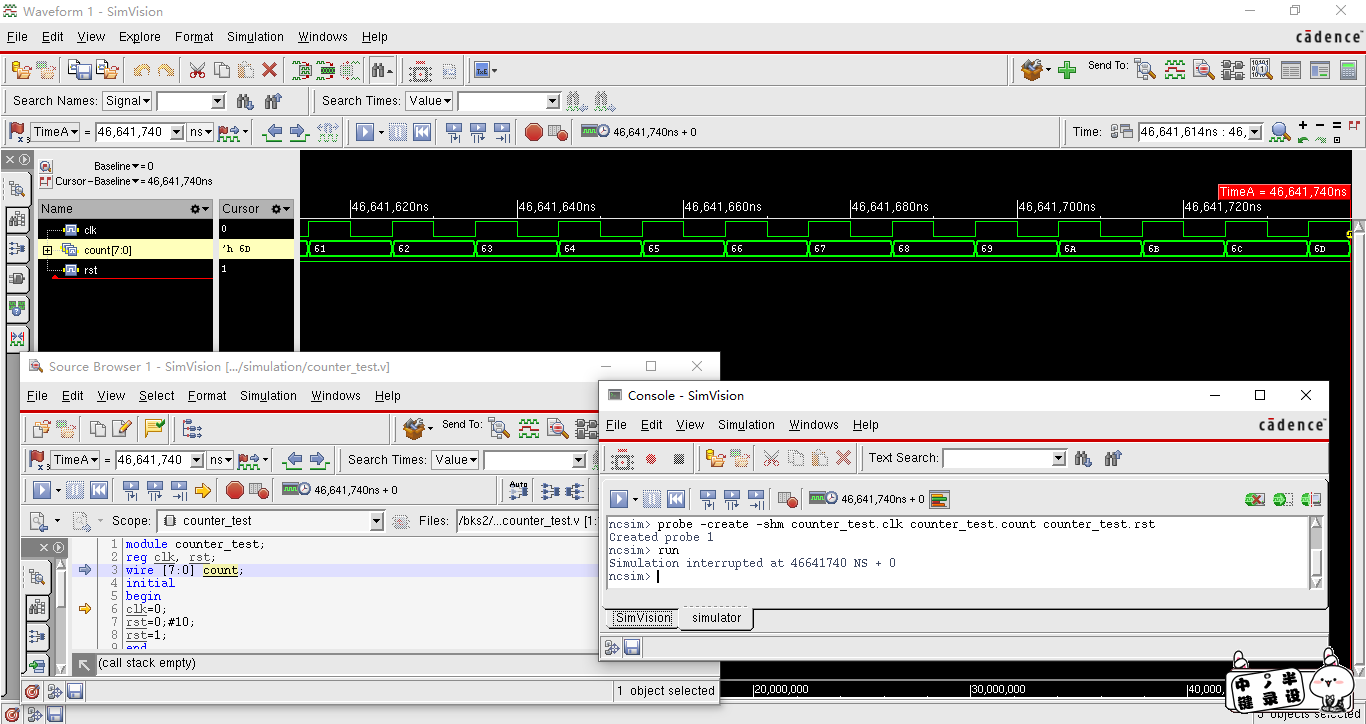 Waveform 1 - SimVision
File Edit View Explore Format Simulation Windows Help
cādence
Send To:
Search Names: Signal Search Times: Value
TimeA = 46,641,740 ns 46,641,740ns + 0 Time: 46,641,614ns : 46,
Baseline = 0
Cursor-Baseline = 46,641,740ns
TimeA = 46,641,740ns
Name Cursor 46,641,620ns 46,641,640ns 46,641,660ns 46,641,680ns 46,641,700ns 46,641,720ns
clk 0
count[7:0] 'h 6D 61 62 63 64 65 66 67 68 69 6A 6B 6C 6D
rst 1
Source Browser 1 - SimVision [.../simulation/counter_test.v]
File Edit View Select Format Simulation Windows Help
Send To:
TimeA = 46,641,740 ns Search Times: Value
46,641,740ns + 0
Scope: counter_test Files: /bks2/...counter_test.v [1:
1 module counter_test;
2 reg clk, rst;
3 wire [7:0] count;
4 initial
5 begin
6 clk=0;
7 rst=0;#10;
8 rst=1;
9 end
(call stack empty)
1 object selected
Console - SimVision
File Edit View Simulation Windows Help
cādence
Text Search:
46,641,740ns + 0
ncsim> probe -create -shm counter_test.clk counter_test.count counter_test.rst
Created probe 1
ncsim> run
Simulation interrupted at 46641740 NS + 0
ncsim>
SimVision simulator
20,000,000 30,000,000 40,000
objects selected
中 ， 半
键 录 设